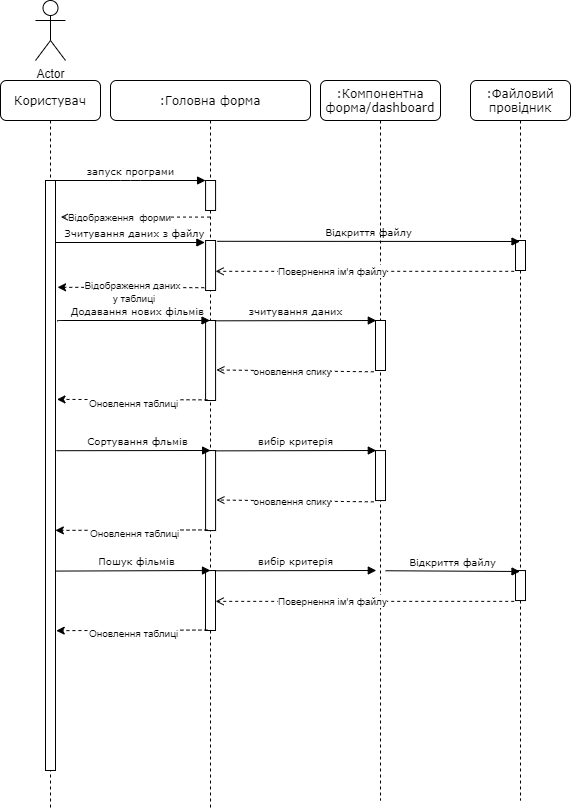 Actor
Користувач
:Головна форма
:Компонентна
форма/dashboard
:Файловий
провідник
запуск програми
Відображення форми
Зчитування даних з файлу
Відкриття файлу
Повернення ім'я файлу
Відображення даних
у таблиці
Додавання нових фільмів
зчитування даних
оновлення спику
Оновлення таблиці
Сортування фльмів
вибір критерія
оновлення спику
Оновлення таблиці
Пошук фільмів
вибір критерія
Відкриття файлу
Повернення ім'я файлу
Оновлення таблиці